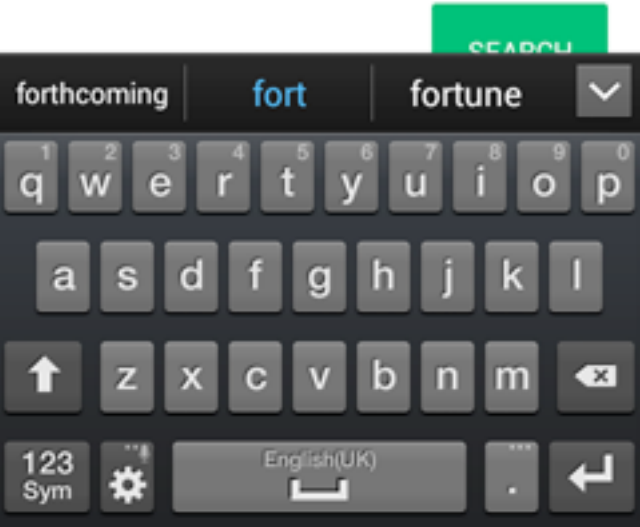 SEARCH
forthcoming fort fortune
1 2 3 4 5 6 7 8 9 0
q w e r t y u i o p
a s d f g h j k l
z x c v b n m
English(UK)
123
Sym
... .